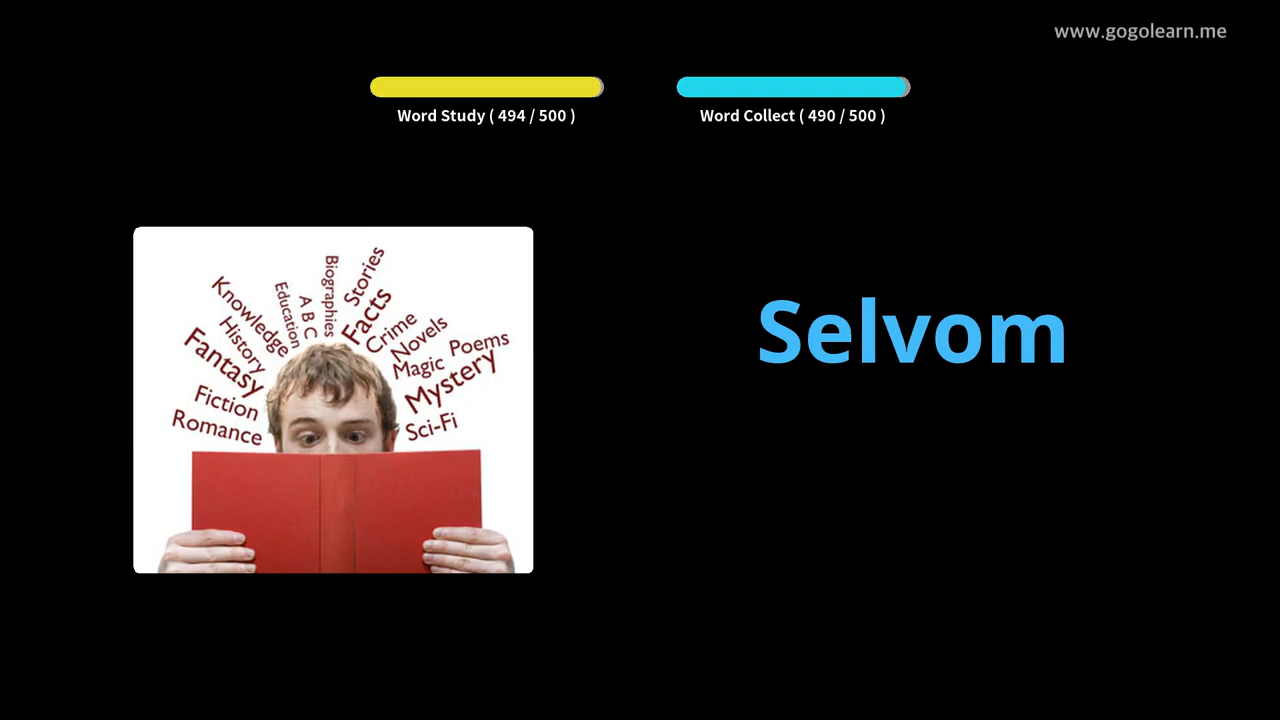 www.gogolearn.me
Word Study ( 494 / 500 )
Word Collect ( 490 / 500 )
Selvom
Romance
Fiction
Fantasy
History
Knowledge
Education
A B C
Biographies
Stories
Facts
Crime
Novels
Magic
Poems
Mystery
Sci-Fi